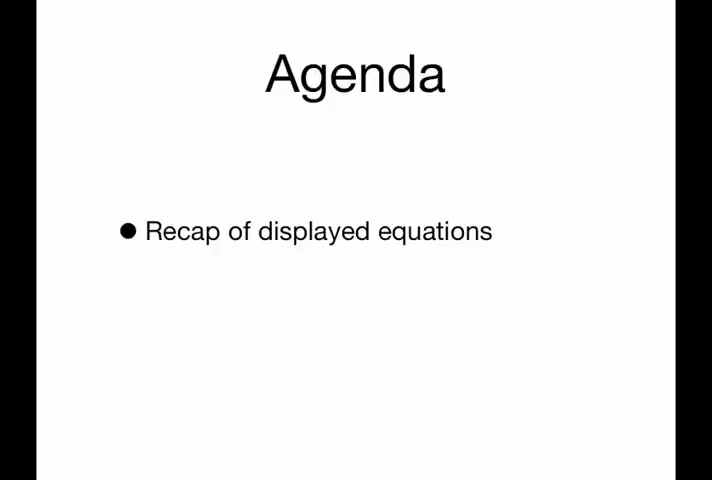 Agenda
● Recap of displayed equations